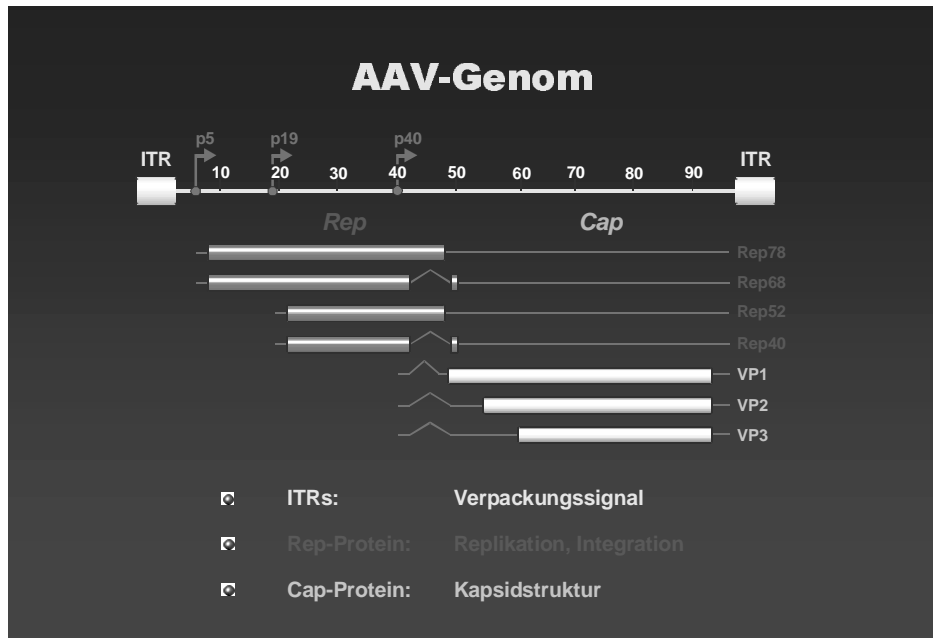 AAV-Genom
p5 p19 p40
ITR ITR
10 20 30 40 50 60 70 80 90
Rep Cap
Rep78
Rep68
Rep52
Rep40
VP1
VP2
VP3
ITRs: Verpackungssignal
Rep-Protein: Replikation, Integration
Cap-Protein: Kapsidstruktur